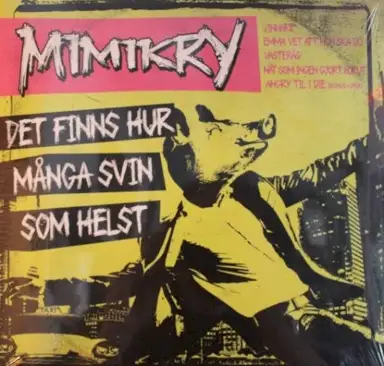 MIMIKRY
EMMA VET ATT HON SKA DÖ
VÄSTERÅS
NÅT SOM INGEN GJORT FÖRUT
ANGRY TIL I DIE
DET FINNS HUR
MÅNGA SVIN
SOM HELST